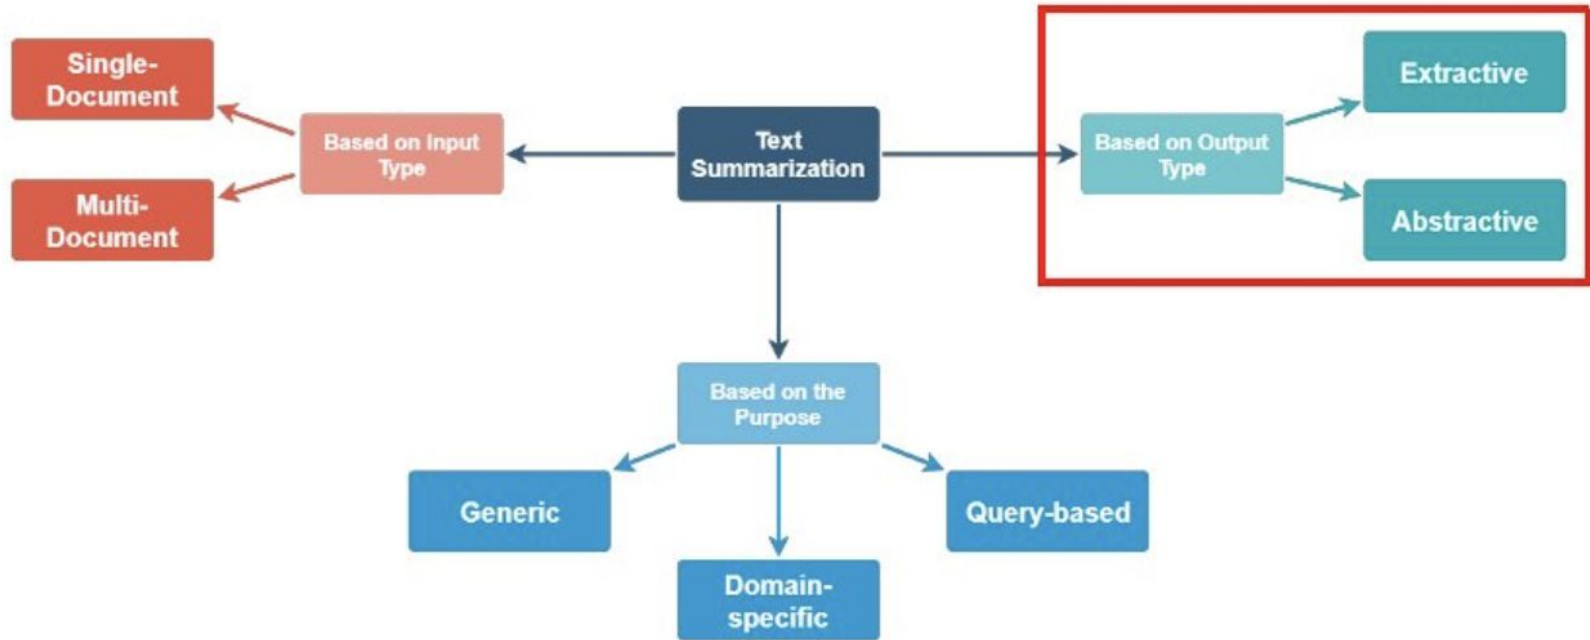 Single-
Document
Multi-
Document
Based on Input
Type
Text
Summarization
Based on Output
Type
Extractive
Abstractive
Based on the
Purpose
Generic
Domain-
specific
Query-based